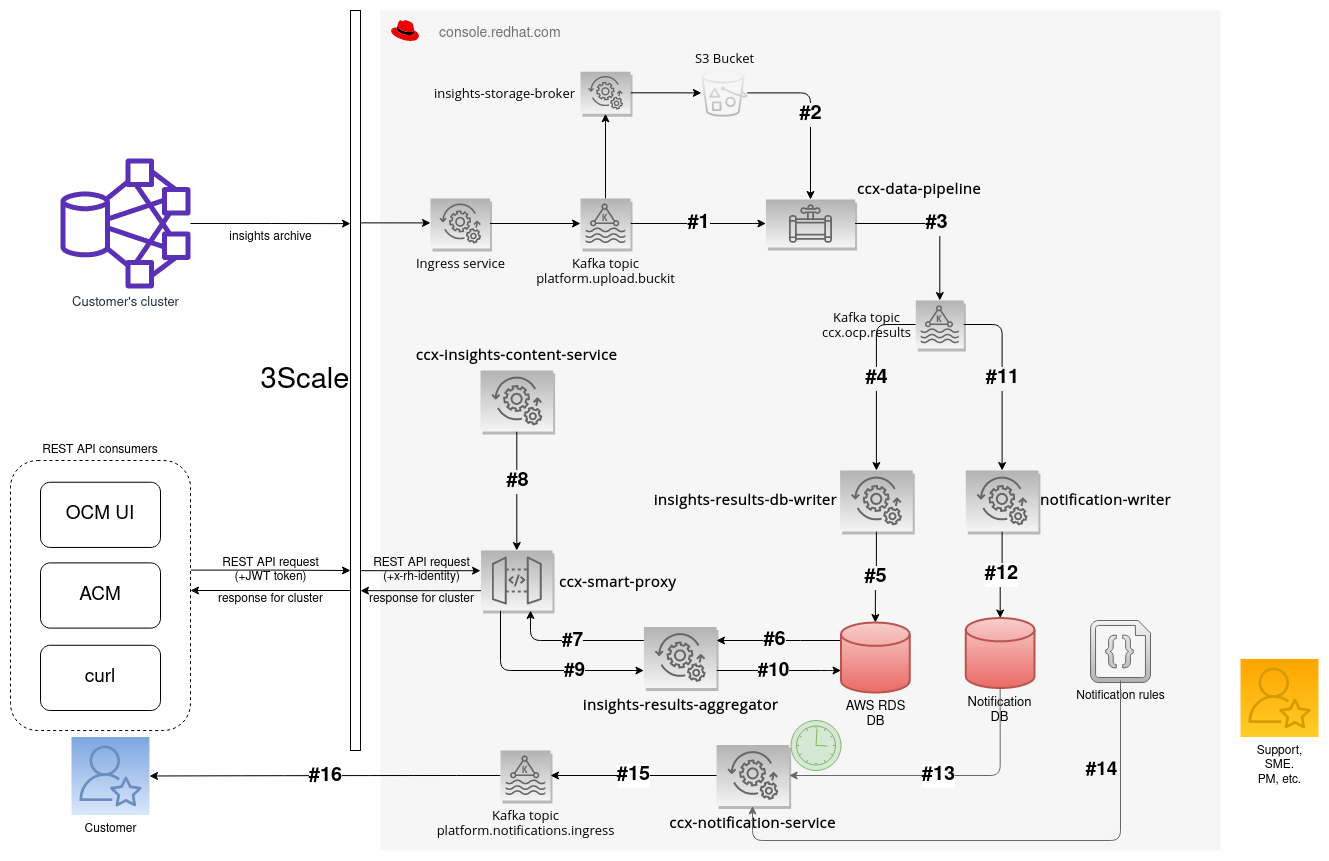 console.redhat.com
S3 Bucket
insights-storage-broker
#2
ccx-data-pipeline
#1
#3
insights archive
Ingress service
Kafka topic
platform.upload.buckit
Customer's cluster
Kafka topic
ccx.ocp.results
ccx-insights-content-service
3Scale
#4
#11
REST API consumers
#8
OCM UI
insights-results-db-writer
notification-writer
REST API request
(+JWT token)
response for cluster
REST API request
(+x-rh-identity)
response for cluster
ccx-smart-proxy
#5
#12
ACM
#7
#6
#9
#10
curl
insights-results-aggregator
AWS RDS
DB
Notification
DB
Notification rules
Support,
SME.
PM, etc.
#16
#15
#13
#14
Customer
Kafka topic
platform.notifications.ingress
ccx-notification-service
K
K
K